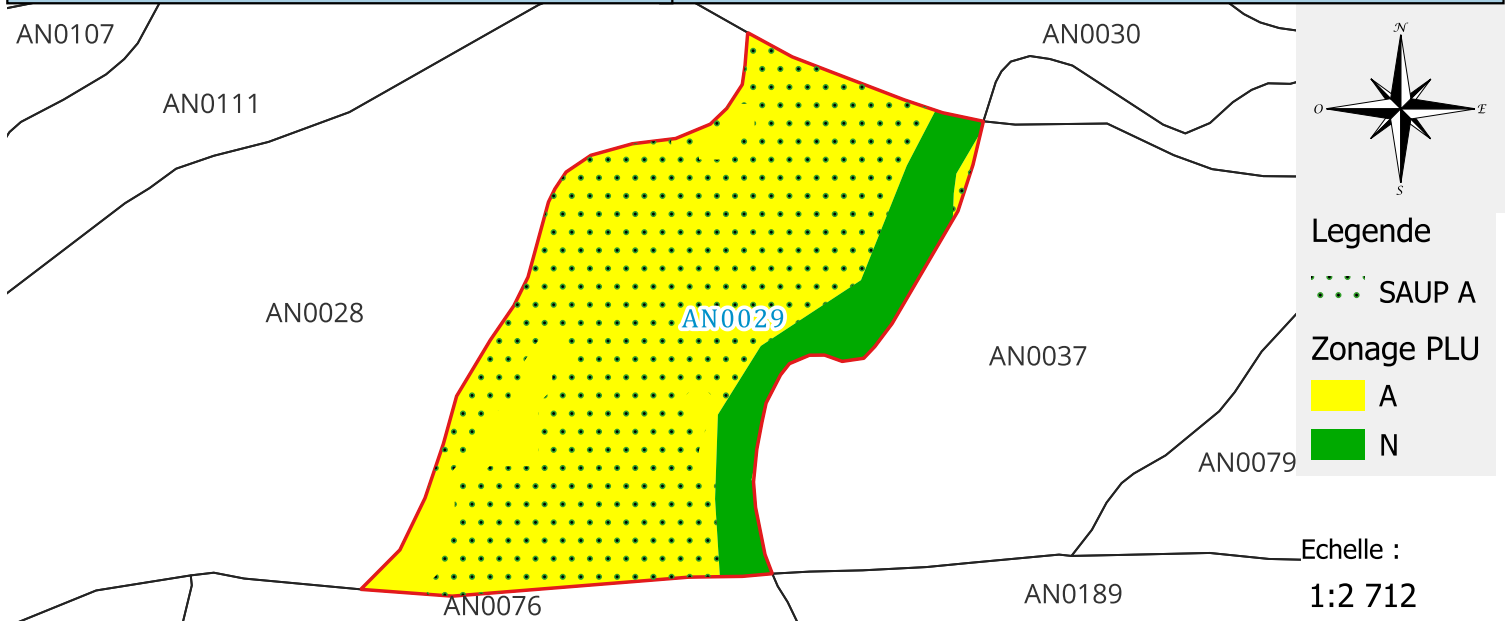 AN0107
AN0030
AN0111
AN0028
AN0029
AN0037
AN0079
AN0076
AN0189
N
O
E
S
Legende
SAUP A
Zonage PLU
A
N
Echelle :
1:2 712